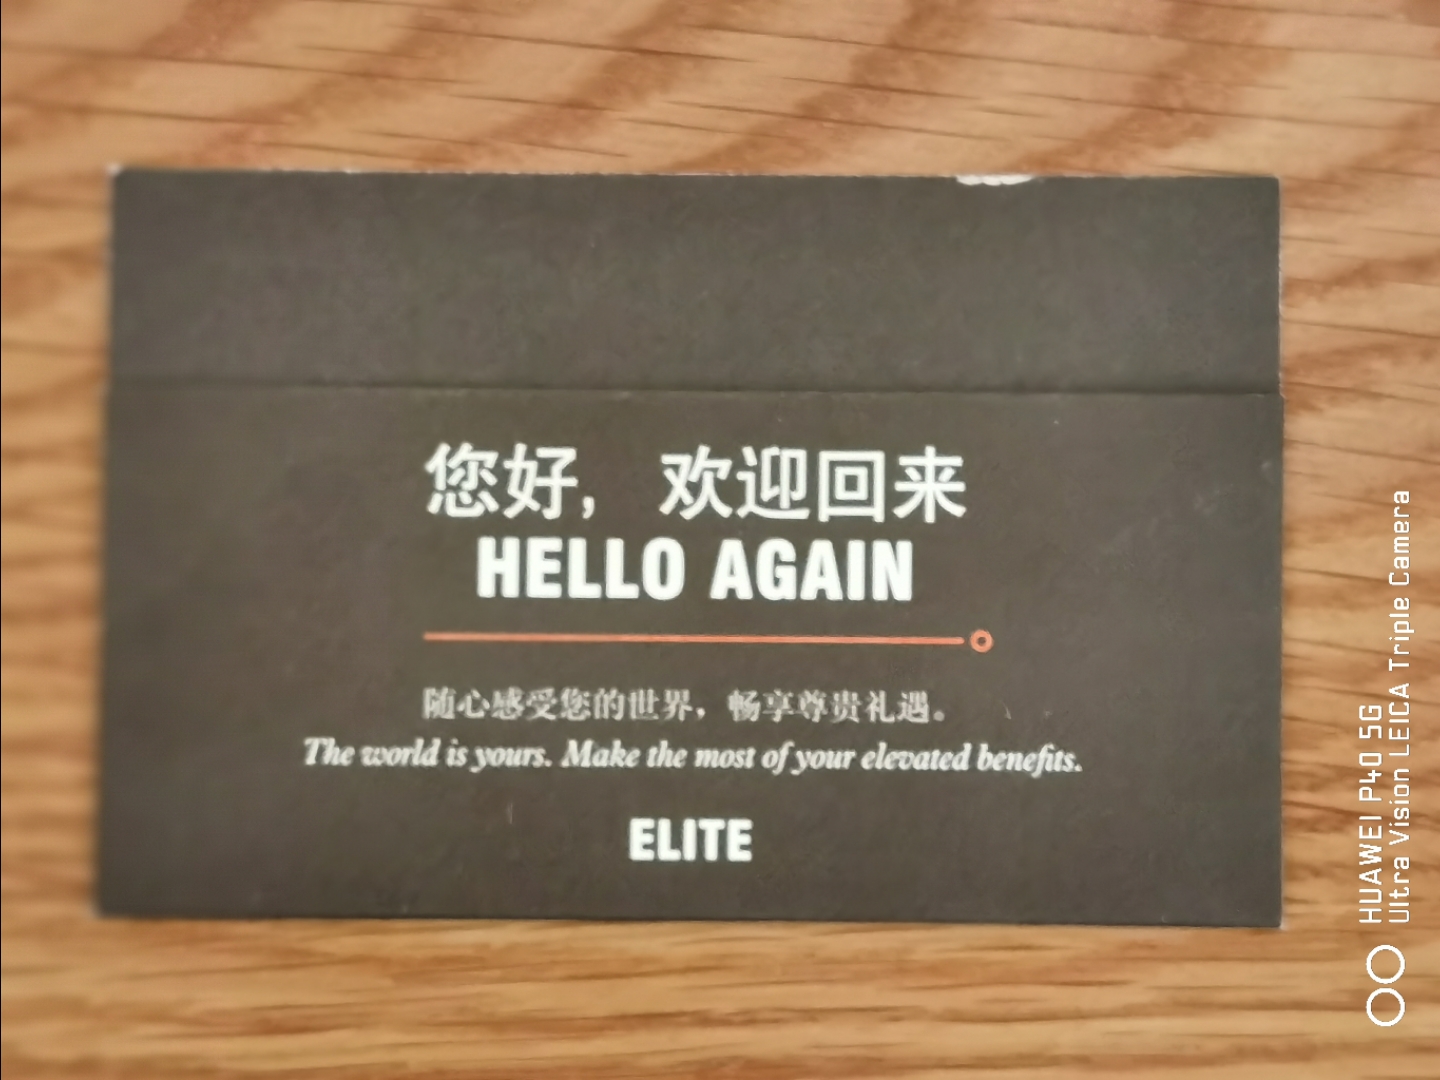 您好，欢迎回来
HELLO AGAIN
随心感受您的世界，畅享尊贵礼遇。
The world is yours. Make the most of your elevated benefits.
ELITE
HUAWEI P40 5G
Ultra Vision LEICA Triple Camera